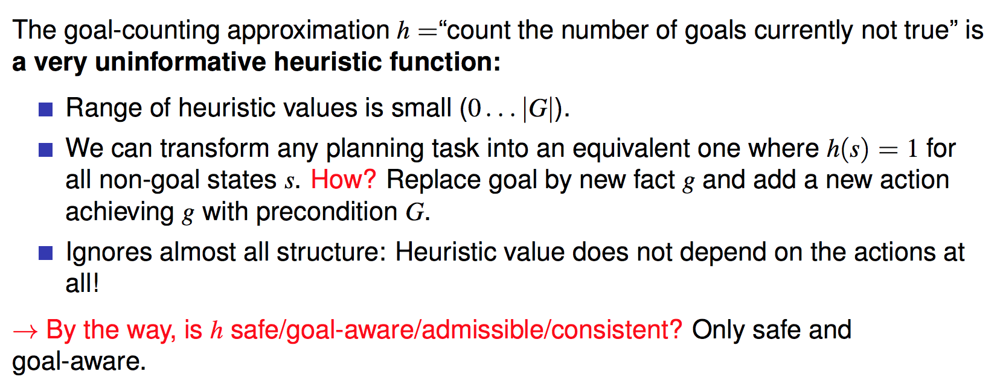 The goal-counting approximation h =“count the number of goals currently not true” is
a very uninformative heuristic function:
Range of heuristic values is small (0 . . . |G|).
We can transform any planning task into an equivalent one where h(s) = 1 for
all non-goal states s. How? Replace goal by new fact g and add a new action
achieving g with precondition G.
Ignores almost all structure: Heuristic value does not depend on the actions at
all!
→ By the way, is h safe/goal-aware/admissible/consistent? Only safe and
goal-aware.